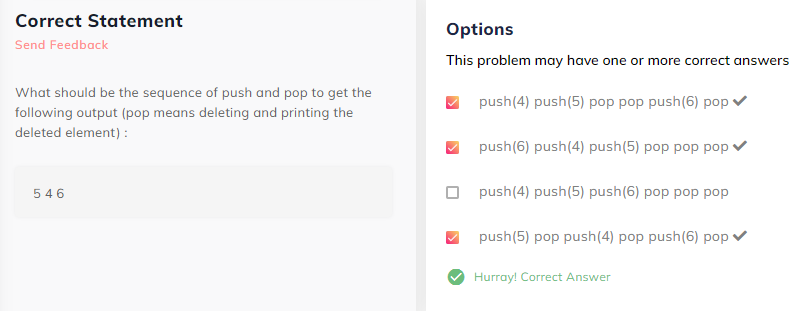 Correct Statement
Send Feedback
What should be the sequence of push and pop to get the
following output (pop means deleting and printing the
deleted element) :
5 4 6
Options
This problem may have one or more correct answers
push(4) push(5) pop pop push(6) pop
push(6) push(4) push(5) pop pop pop
push(4) push(5) push(6) pop pop pop
push(5) pop push(4) pop push(6) pop
Hurray! Correct Answer